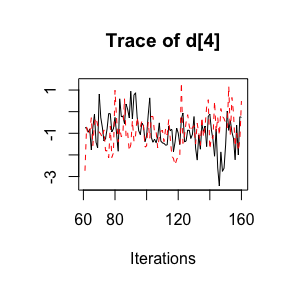 Trace of d[4]
1
-1
-3
60 80 120 160
Iterations